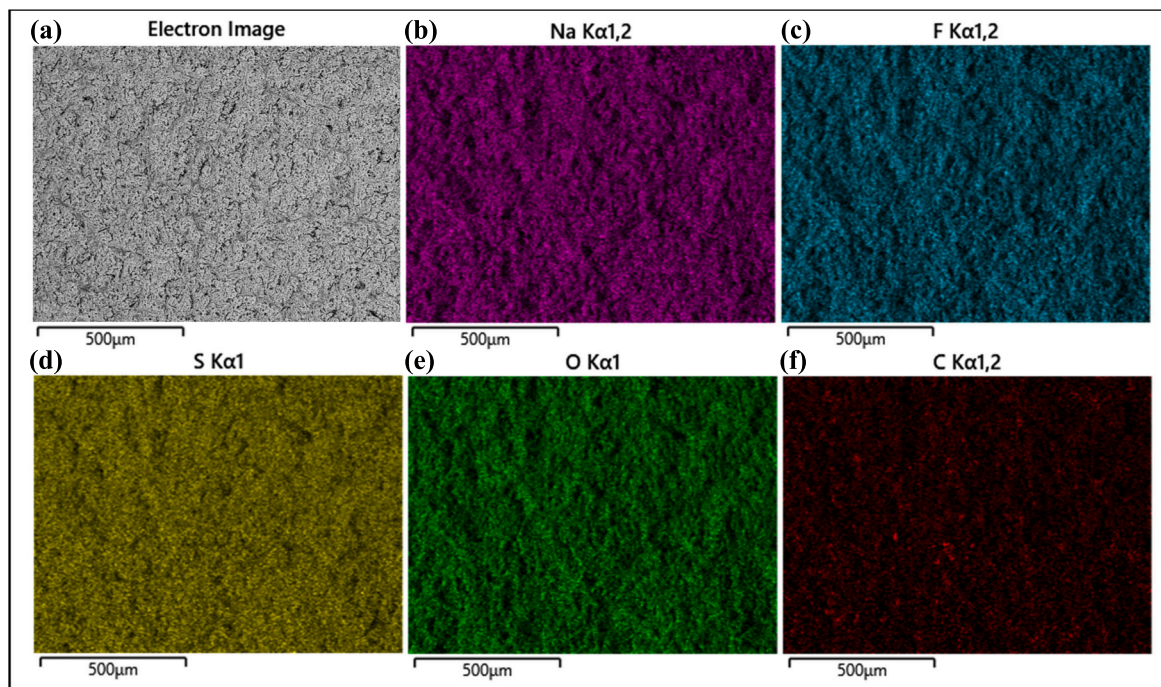 (a) Electron Image
(b) Na Kα1,2
(c) F Kα1,2
500µm
500µm
500µm
(d) S Kα1
(e) O Kα1
(f) C Kα1,2
500µm
500µm
500µm